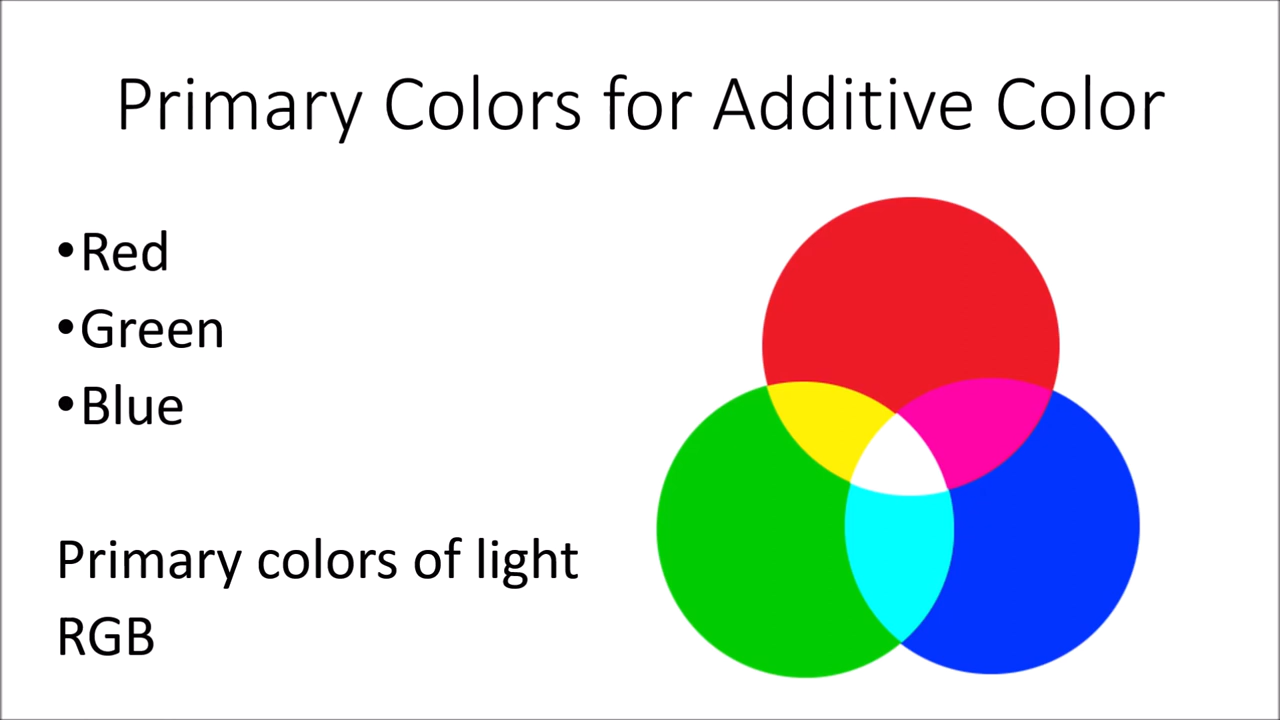 Primary Colors for Additive Color
•Red
•Green
•Blue
Primary colors of light
RGB